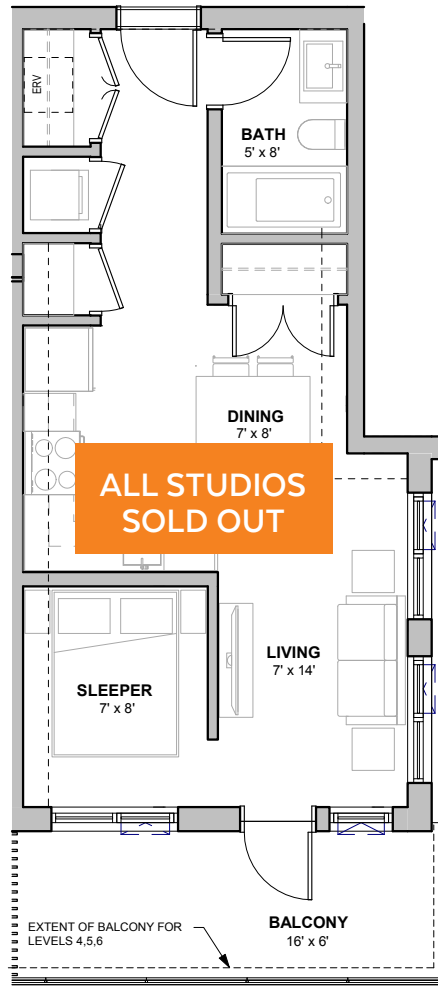 ERV
BATH
5' x 8'
DINING
7' x 8'
ALL STUDIOS
SOLD OUT
LIVING
7' x 14'
SLEEPER
7' x 8'
EXTENT OF BALCONY FOR
LEVELS 4,5,6
BALCONY
16' x 6'